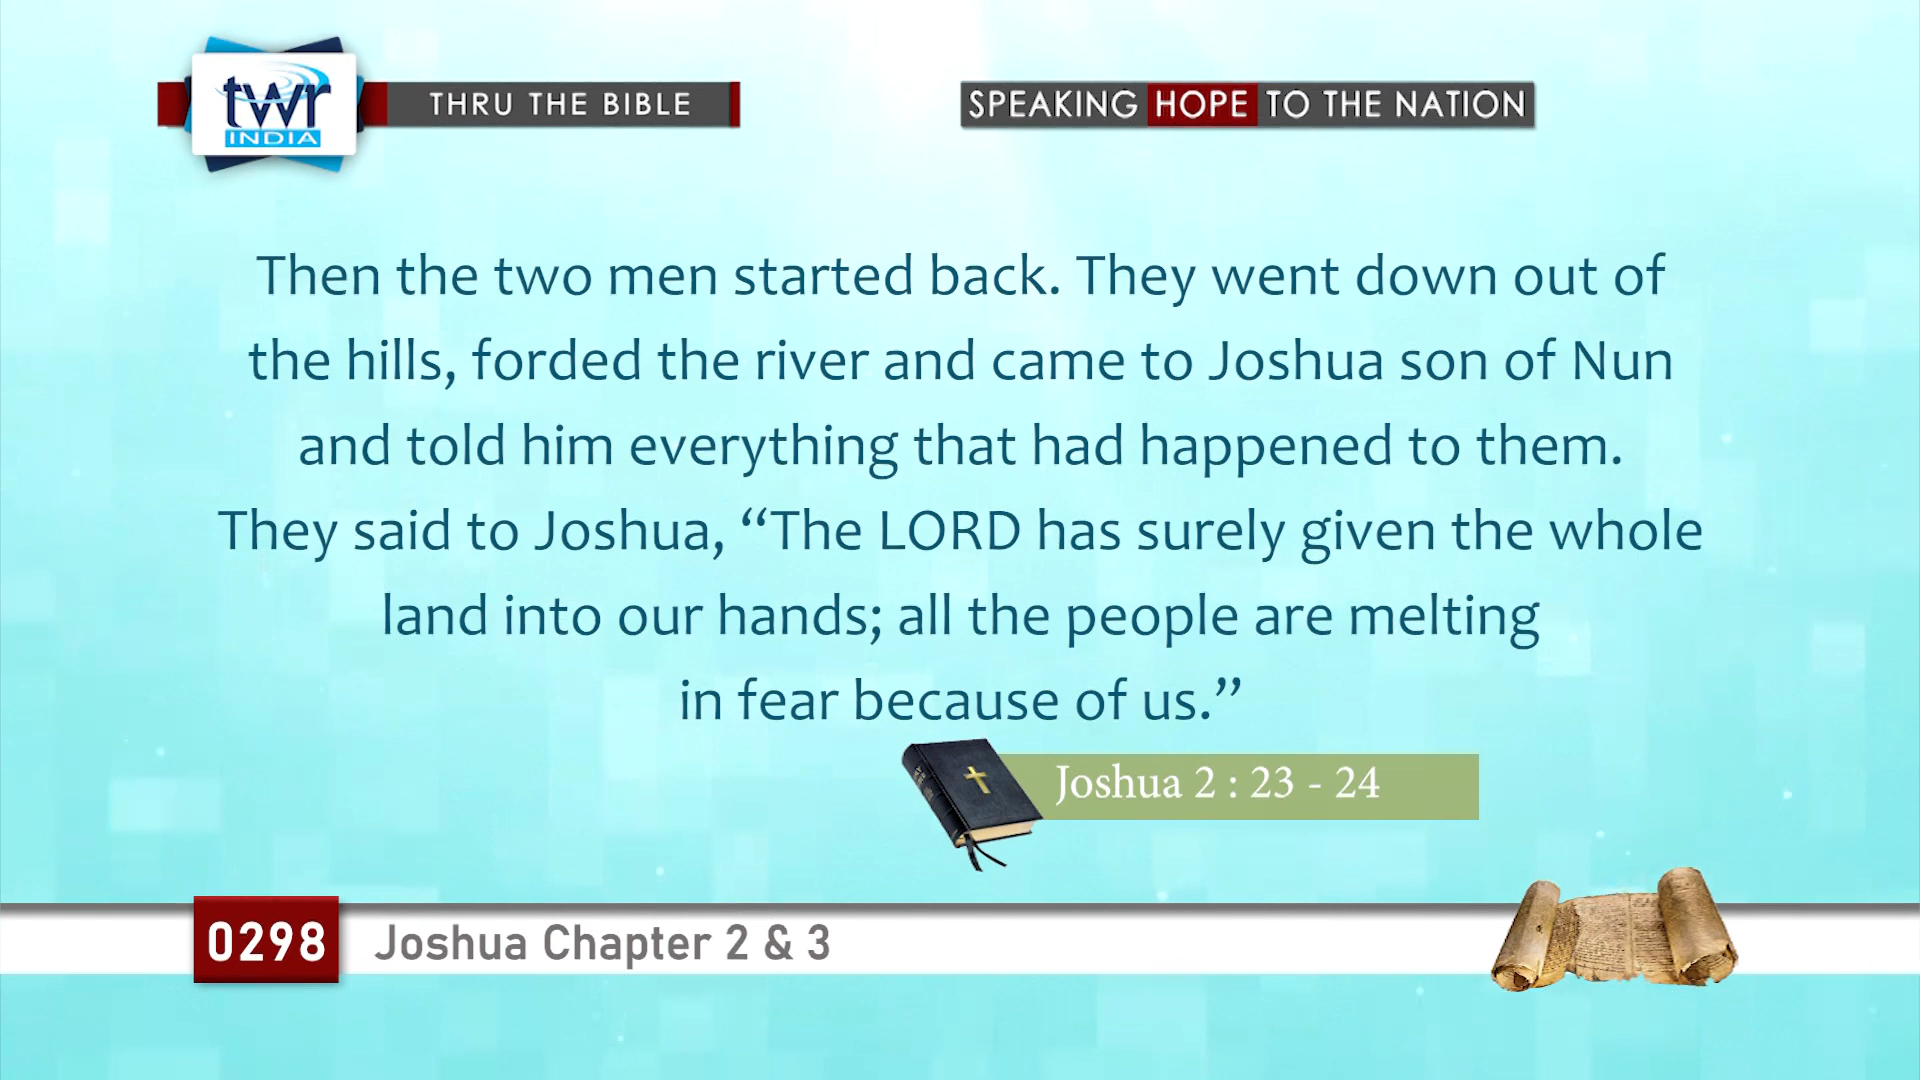 twr
INDIA
THRU THE BIBLE
SPEAKING HOPE TO THE NATION
Then the two men started back. They went down out of
the hills, forded the river and came to Joshua son of Nun
and told him everything that had happened to them.
They said to Joshua, “The LORD has surely given the whole
land into our hands; all the people are melting
in fear because of us.”
Joshua 2 : 23 - 24
0298
Joshua Chapter 2 & 3